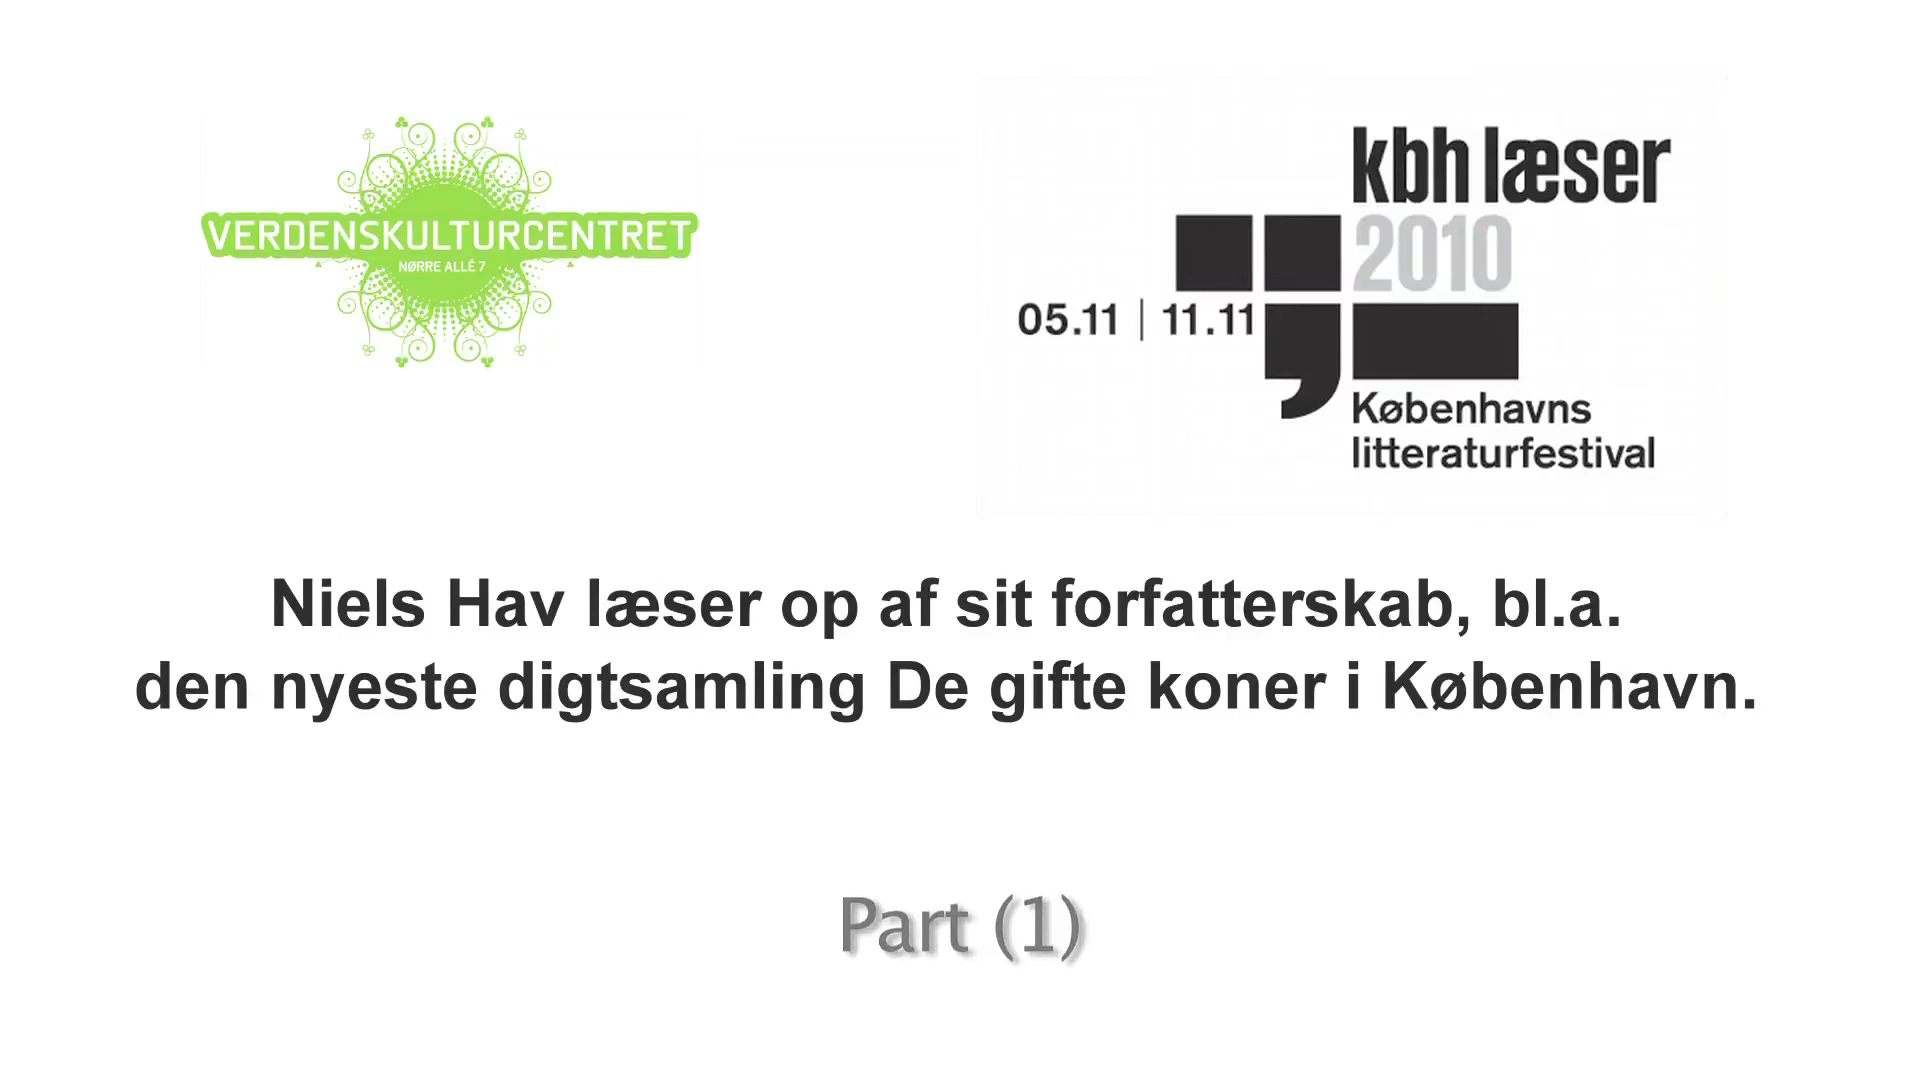 VERDENSKULTURCENTRET
NØRRE ALLÉ 7
kbh læser
2010
05.11 | 11.11
Københavns
litteraturfestival
Niels Hav læser op af sit forfatterskab, bl.a.
den nyeste digtsamling De gifte koner i København.
Part (1)